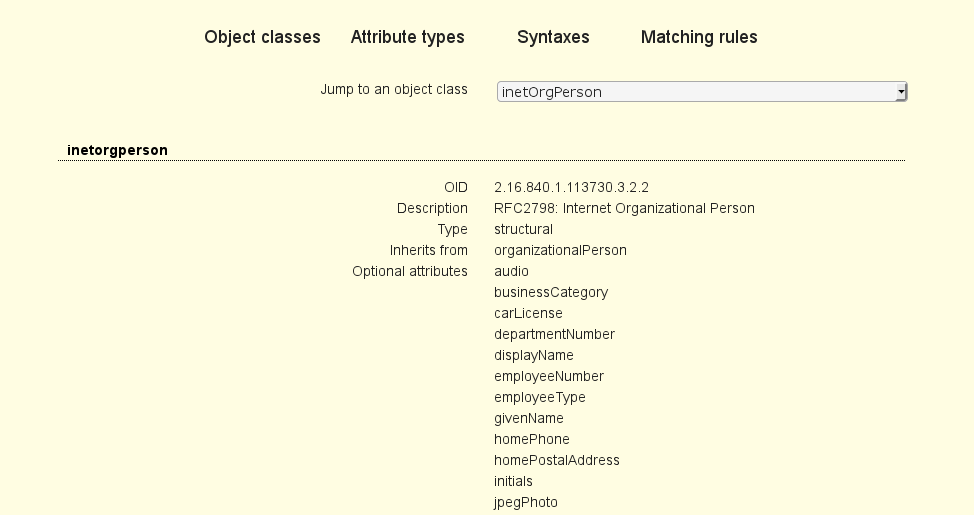 Object classes Attribute types Syntaxes Matching rules
Jump to an object class inetOrgPerson
inetorgperson
OID 2.16.840.1.113730.3.2.2
Description RFC2798: Internet Organizational Person
Type structural
Inherits from organizationalPerson
Optional attributes audio
businessCategory
carLicense
departmentNumber
displayName
employeeNumber
employeeType
givenName
homePhone
homePostalAddress
initials
jpegPhoto